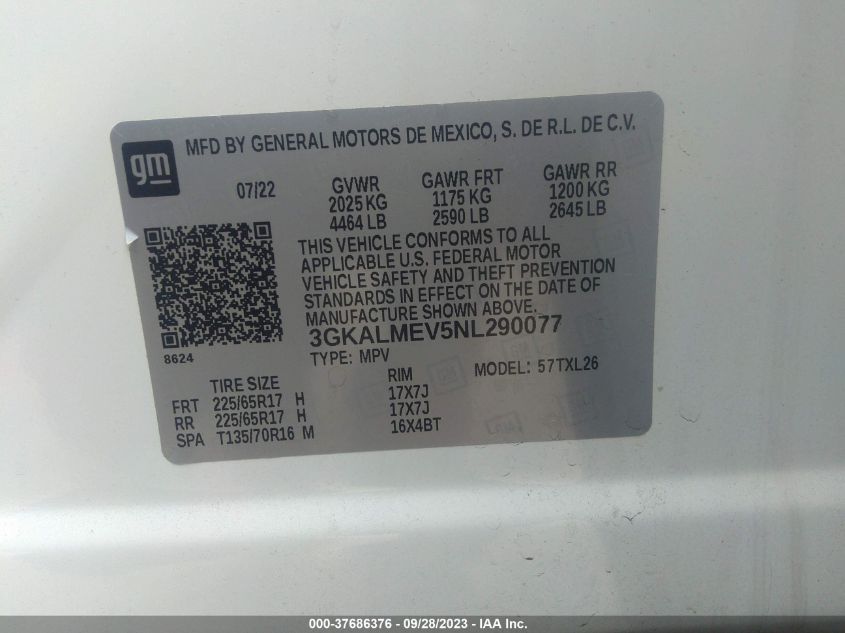 gm
MFD BY GENERAL MOTORS DE MEXICO, S. DE R.L. DE C.V.
07/22 GVWR GAWR FRT GAWR RR
2025 KG 1175 KG 1200 KG
4464 LB 2590 LB 2645 LB
THIS VEHICLE CONFORMS TO ALL
APPLICABLE U.S. FEDERAL MOTOR
VEHICLE SAFETY AND THEFT PREVENTION
STANDARDS IN EFFECT ON THE DATE OF
MANUFACTURE SHOWN ABOVE.
3GKALMEV5NL290077
8624
TYPE: MPV
MODEL: 57TXL26
TIRE SIZE RIM
FRT 225/65R17 H 17X7J
RR 225/65R17 H 17X7J
SPA T135/70R16 M 16X4BT
000-37686376 - 09/28/2023 - IAA Inc.